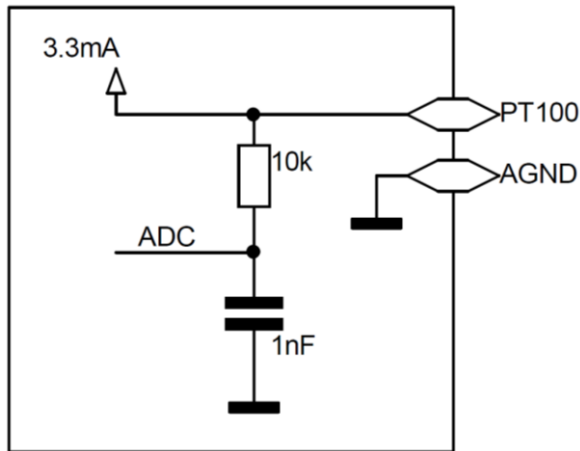 3.3mA
PT100
10k
AGND
ADC
1nF